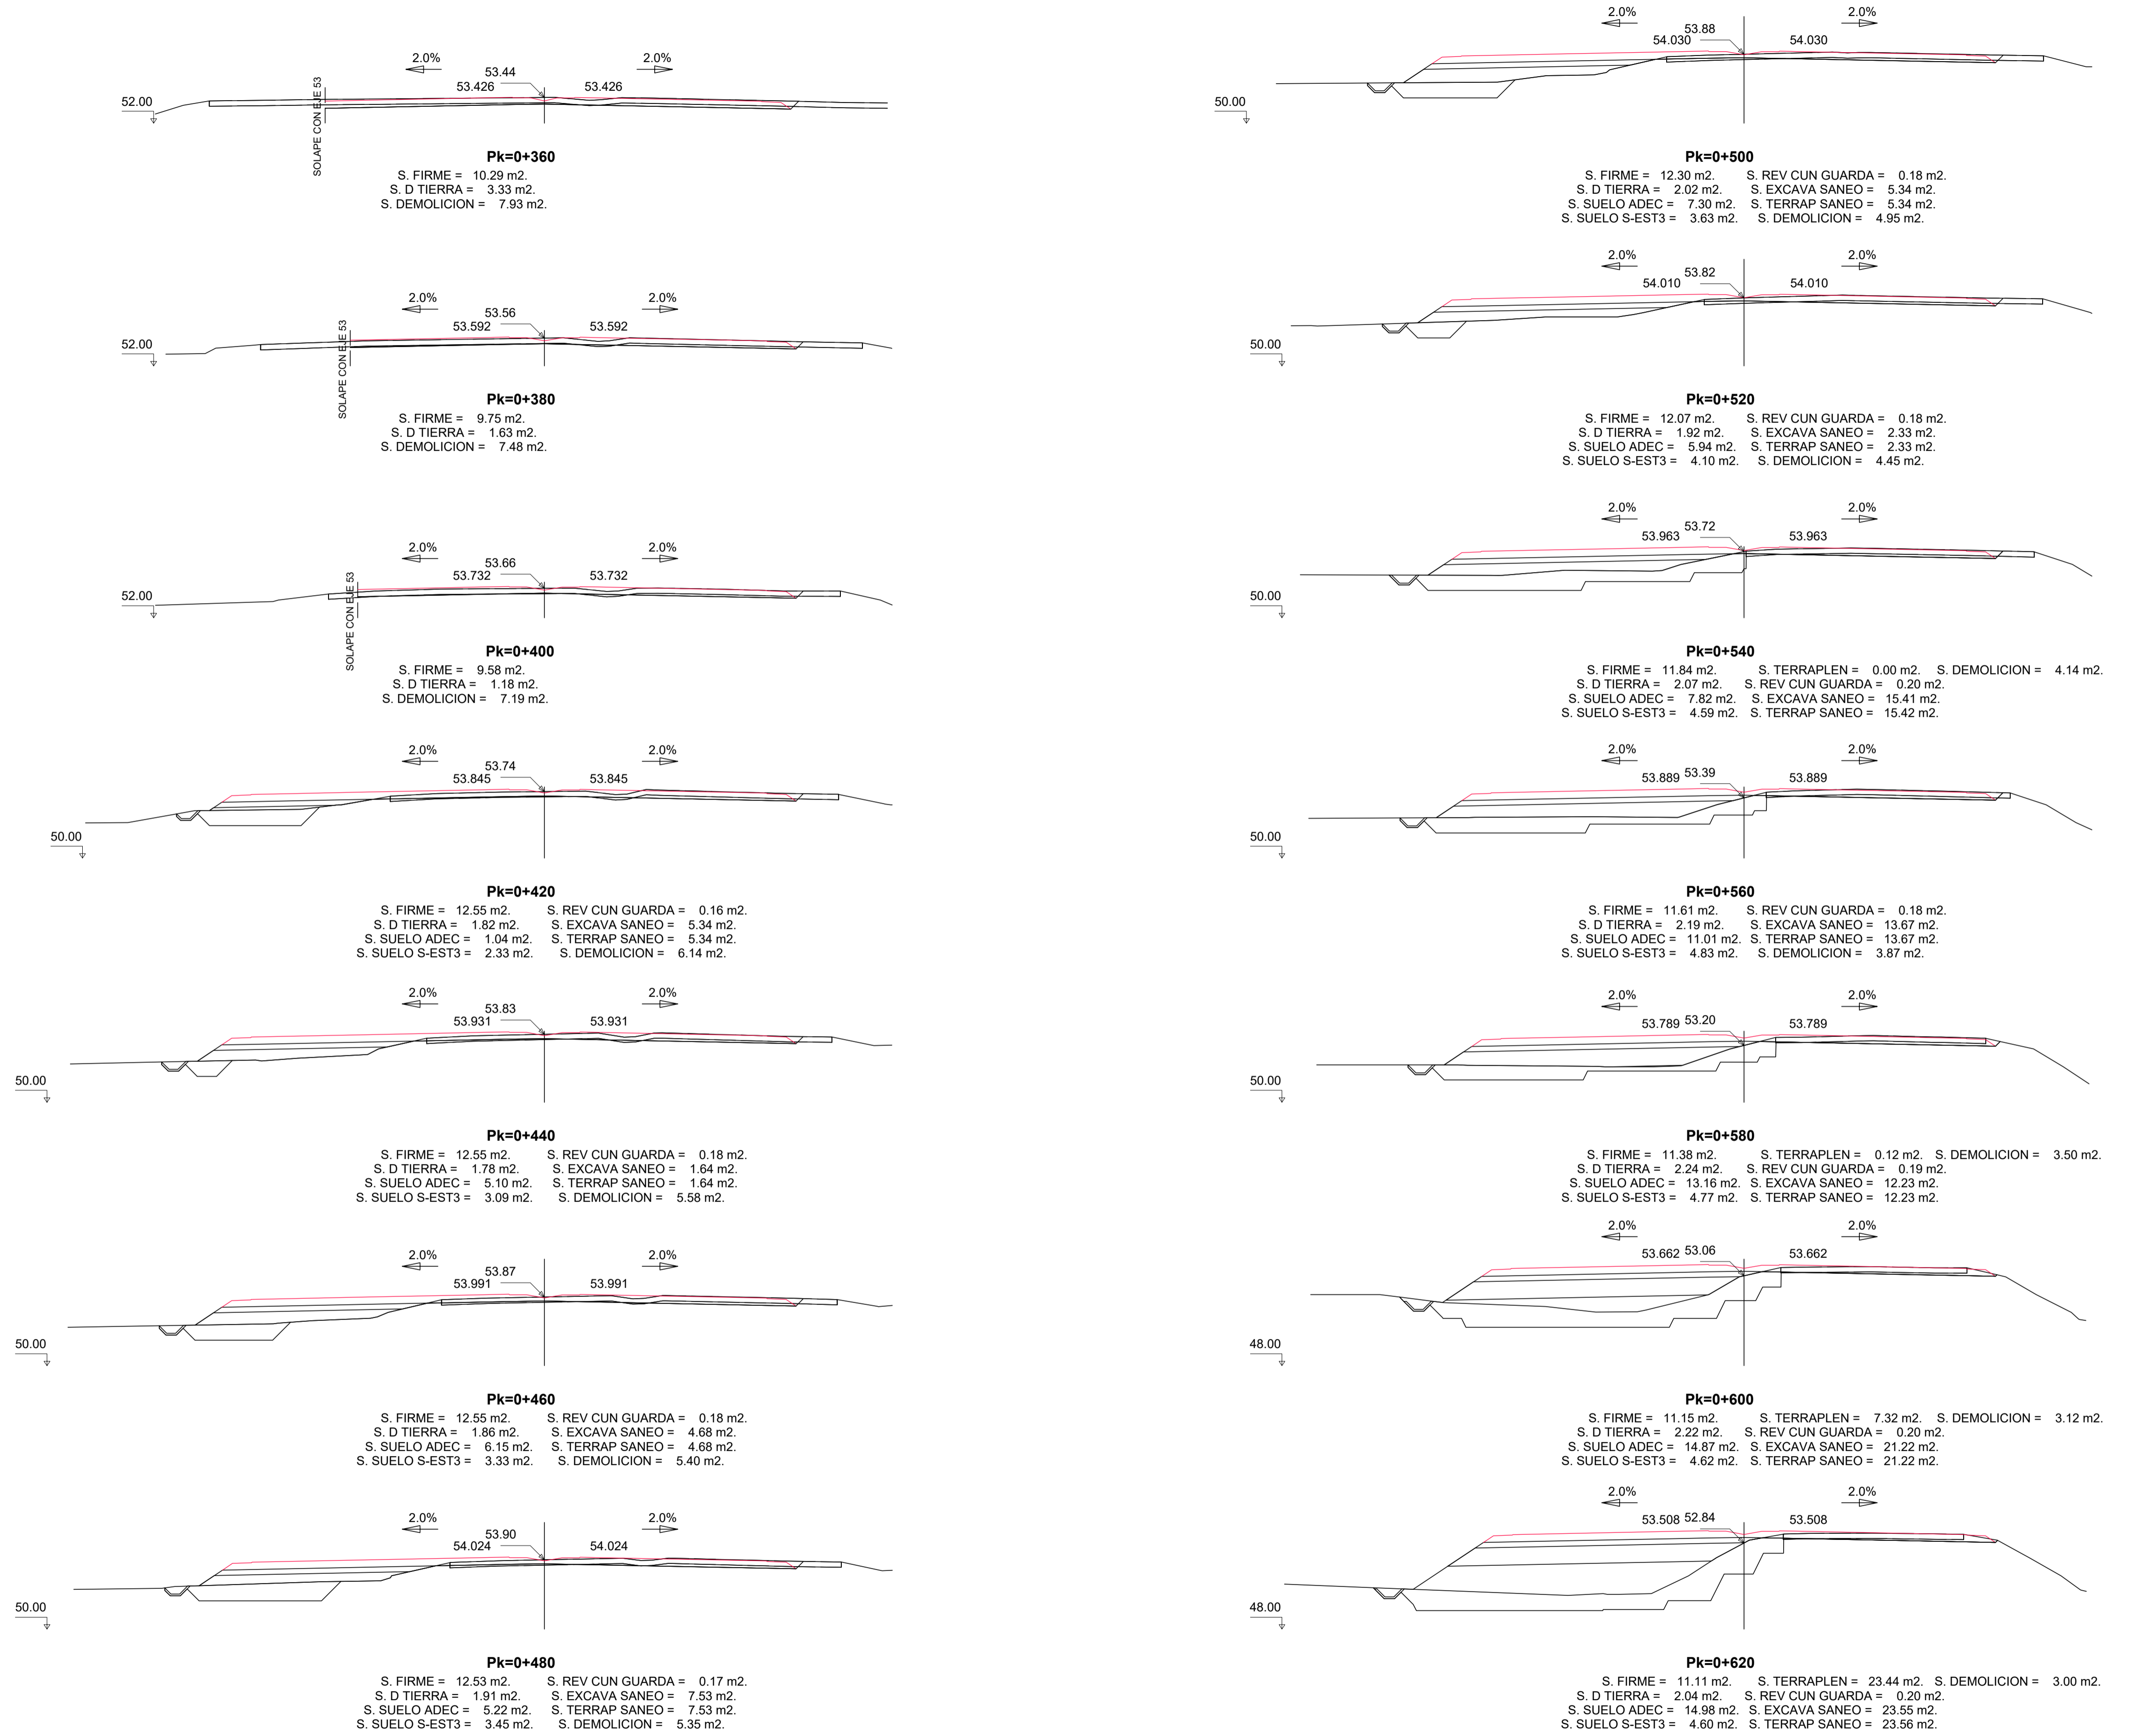 2.0% 2.0%
53.44
53.426 53.426
52.00
SOLAPE CON EJE 53
Pk=0+360
S. FIRME = 10.29 m2.
S. D TIERRA = 3.33 m2.
S. DEMOLICION = 7.93 m2.
2.0% 2.0%
53.56
53.592 53.592
52.00
SOLAPE CON EJE 53
Pk=0+380
S. FIRME = 9.75 m2.
S. D TIERRA = 1.63 m2.
S. DEMOLICION = 7.48 m2.
2.0% 2.0%
53.66
53.732 53.732
52.00
SOLAPE CON EJE 53
Pk=0+400
S. FIRME = 9.58 m2.
S. D TIERRA = 1.18 m2.
S. DEMOLICION = 7.19 m2.
2.0% 2.0%
53.74
53.845 53.845
50.00
Pk=0+420
S. FIRME = 12.55 m2. S. REV CUN GUARDA = 0.16 m2.
S. D TIERRA = 1.82 m2. S. EXCAVA SANEO = 5.34 m2.
S. SUELO ADEC = 1.04 m2. S. TERRAP SANEO = 5.34 m2.
S. SUELO S-EST3 = 2.33 m2. S. DEMOLICION = 6.14 m2.
2.0% 2.0%
53.83
53.931 53.931
50.00
Pk=0+440
S. FIRME = 12.55 m2. S. REV CUN GUARDA = 0.18 m2.
S. D TIERRA = 1.78 m2. S. EXCAVA SANEO = 1.64 m2.
S. SUELO ADEC = 5.10 m2. S. TERRAP SANEO = 1.64 m2.
S. SUELO S-EST3 = 3.09 m2. S. DEMOLICION = 5.58 m2.
2.0% 2.0%
53.87
53.991 53.991
50.00
Pk=0+460
S. FIRME = 12.55 m2. S. REV CUN GUARDA = 0.18 m2.
S. D TIERRA = 1.86 m2. S. EXCAVA SANEO = 4.68 m2.
S. SUELO ADEC = 6.15 m2. S. TERRAP SANEO = 4.68 m2.
S. SUELO S-EST3 = 3.33 m2. S. DEMOLICION = 5.40 m2.
2.0% 2.0%
53.90
54.024 54.024
50.00
Pk=0+480
S. FIRME = 12.53 m2. S. REV CUN GUARDA = 0.17 m2.
S. D TIERRA = 1.91 m2. S. EXCAVA SANEO = 7.53 m2.
S. SUELO ADEC = 5.22 m2. S. TERRAP SANEO = 7.53 m2.
S. SUELO S-EST3 = 3.45 m2. S. DEMOLICION = 5.35 m2.
2.0% 2.0%
53.88
54.030 54.030
50.00
Pk=0+500
S. FIRME = 12.30 m2. S. REV CUN GUARDA = 0.18 m2.
S. D TIERRA = 2.02 m2. S. EXCAVA SANEO = 5.34 m2.
S. SUELO ADEC = 7.30 m2. S. TERRAP SANEO = 5.34 m2.
S. SUELO S-EST3 = 3.63 m2. S. DEMOLICION = 4.95 m2.
2.0% 2.0%
53.82
54.010 54.010
50.00
Pk=0+520
S. FIRME = 12.07 m2. S. REV CUN GUARDA = 0.18 m2.
S. D TIERRA = 1.92 m2. S. EXCAVA SANEO = 2.33 m2.
S. SUELO ADEC = 5.94 m2. S. TERRAP SANEO = 2.33 m2.
S. SUELO S-EST3 = 4.10 m2. S. DEMOLICION = 4.45 m2.
2.0% 2.0%
53.72
53.963 53.963
50.00
Pk=0+540
S. FIRME = 11.84 m2. S. TERRAPLEN = 0.00 m2. S. DEMOLICION = 4.14 m2.
S. D TIERRA = 2.07 m2. S. REV CUN GUARDA = 0.20 m2.
S. SUELO ADEC = 7.82 m2. S. EXCAVA SANEO = 15.41 m2.
S. SUELO S-EST3 = 4.59 m2. S. TERRAP SANEO = 15.42 m2.
2.0% 2.0%
53.889 53.39 53.889
50.00
Pk=0+560
S. FIRME = 11.61 m2. S. REV CUN GUARDA = 0.18 m2.
S. D TIERRA = 2.19 m2. S. EXCAVA SANEO = 13.67 m2.
S. SUELO ADEC = 11.01 m2. S. TERRAP SANEO = 13.67 m2.
S. SUELO S-EST3 = 4.83 m2. S. DEMOLICION = 3.87 m2.
2.0% 2.0%
53.789 53.20 53.789
50.00
Pk=0+580
S. FIRME = 11.38 m2. S. TERRAPLEN = 0.12 m2. S. DEMOLICION = 3.50 m2.
S. D TIERRA = 2.24 m2. S. REV CUN GUARDA = 0.19 m2.
S. SUELO ADEC = 13.16 m2. S. EXCAVA SANEO = 12.23 m2.
S. SUELO S-EST3 = 4.77 m2. S. TERRAP SANEO = 12.23 m2.
2.0% 2.0%
53.662 53.06 53.662
48.00
Pk=0+600
S. FIRME = 11.15 m2. S. TERRAPLEN = 7.32 m2. S. DEMOLICION = 3.12 m2.
S. D TIERRA = 2.22 m2. S. REV CUN GUARDA = 0.20 m2.
S. SUELO ADEC = 14.87 m2. S. EXCAVA SANEO = 21.22 m2.
S. SUELO S-EST3 = 4.62 m2. S. TERRAP SANEO = 21.22 m2.
2.0% 2.0%
53.508 52.84 53.508
48.00
Pk=0+620
S. FIRME = 11.11 m2. S. TERRAPLEN = 23.44 m2. S. DEMOLICION = 3.00 m2.
S. D TIERRA = 2.04 m2. S. REV CUN GUARDA = 0.20 m2.
S. SUELO ADEC = 14.98 m2. S. EXCAVA SANEO = 23.55 m2.
S. SUELO S-EST3 = 4.60 m2. S. TERRAP SANEO = 23.56 m2.